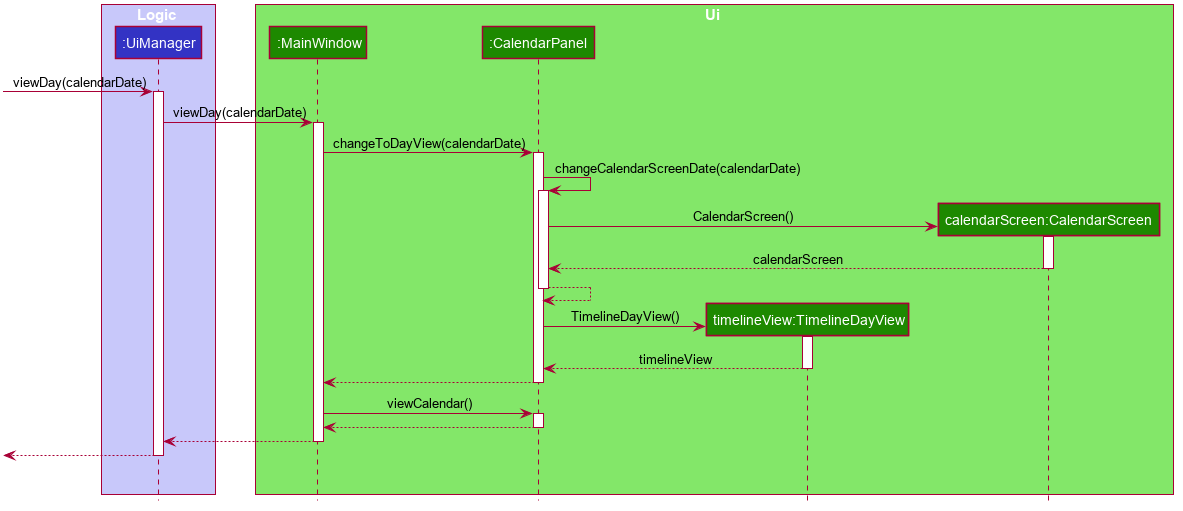 Logic
Ui
:UiManager
:MainWindow
:CalendarPanel
viewDay(calendarDate)
viewDay(calendarDate)
changeToDayView(calendarDate)
changeCalendarScreenDate(calendarDate)
CalendarScreen()
calendarScreen:CalendarScreen
calendarScreen
TimelineDayView()
timelineView:TimelineDayView
timelineView
viewCalendar()